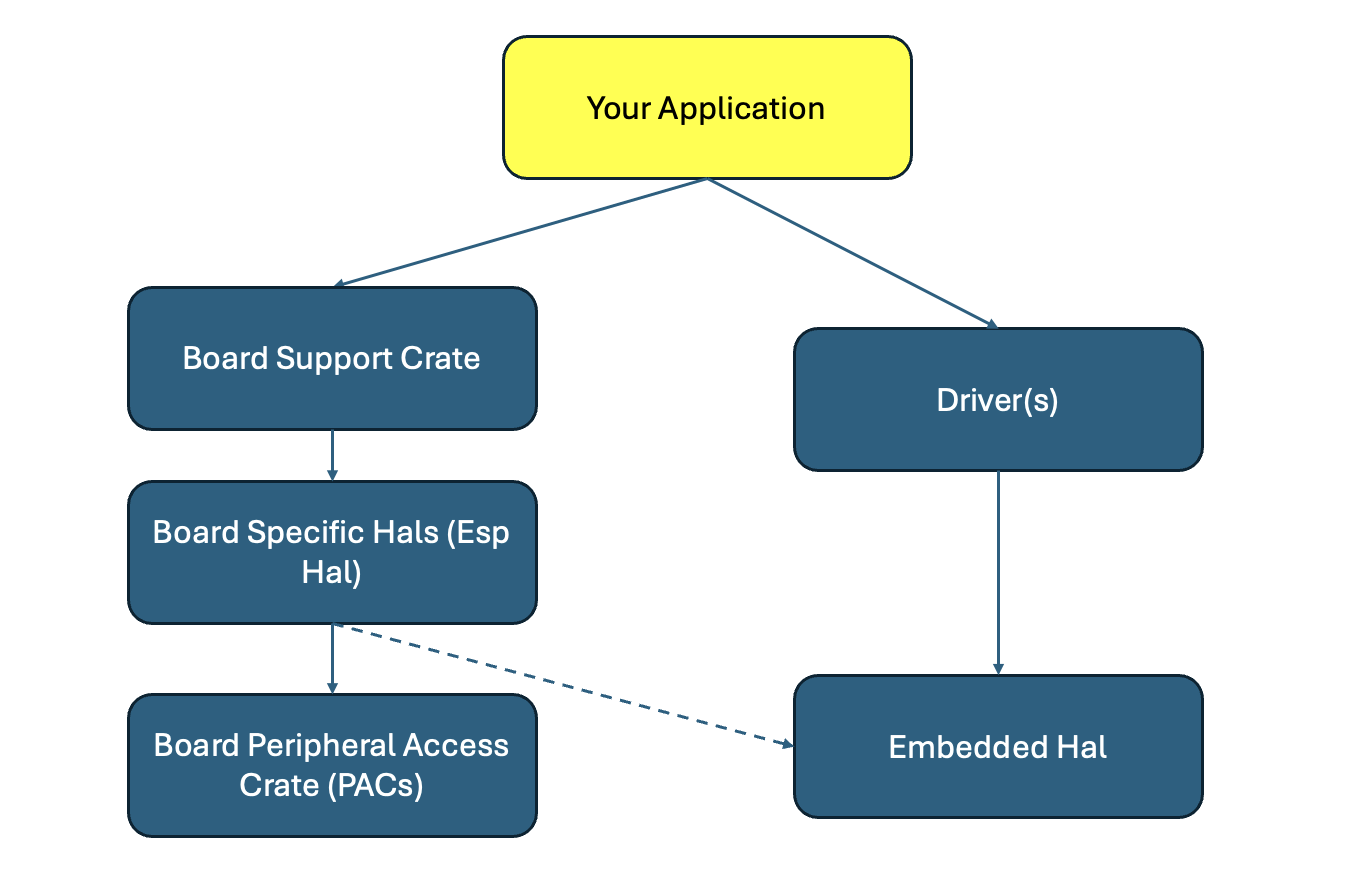 Your Application
Board Support Crate
Driver(s)
Board Specific Hals (Esp
Hal)
Board Peripheral Access
Crate (PACs)
Embedded Hal